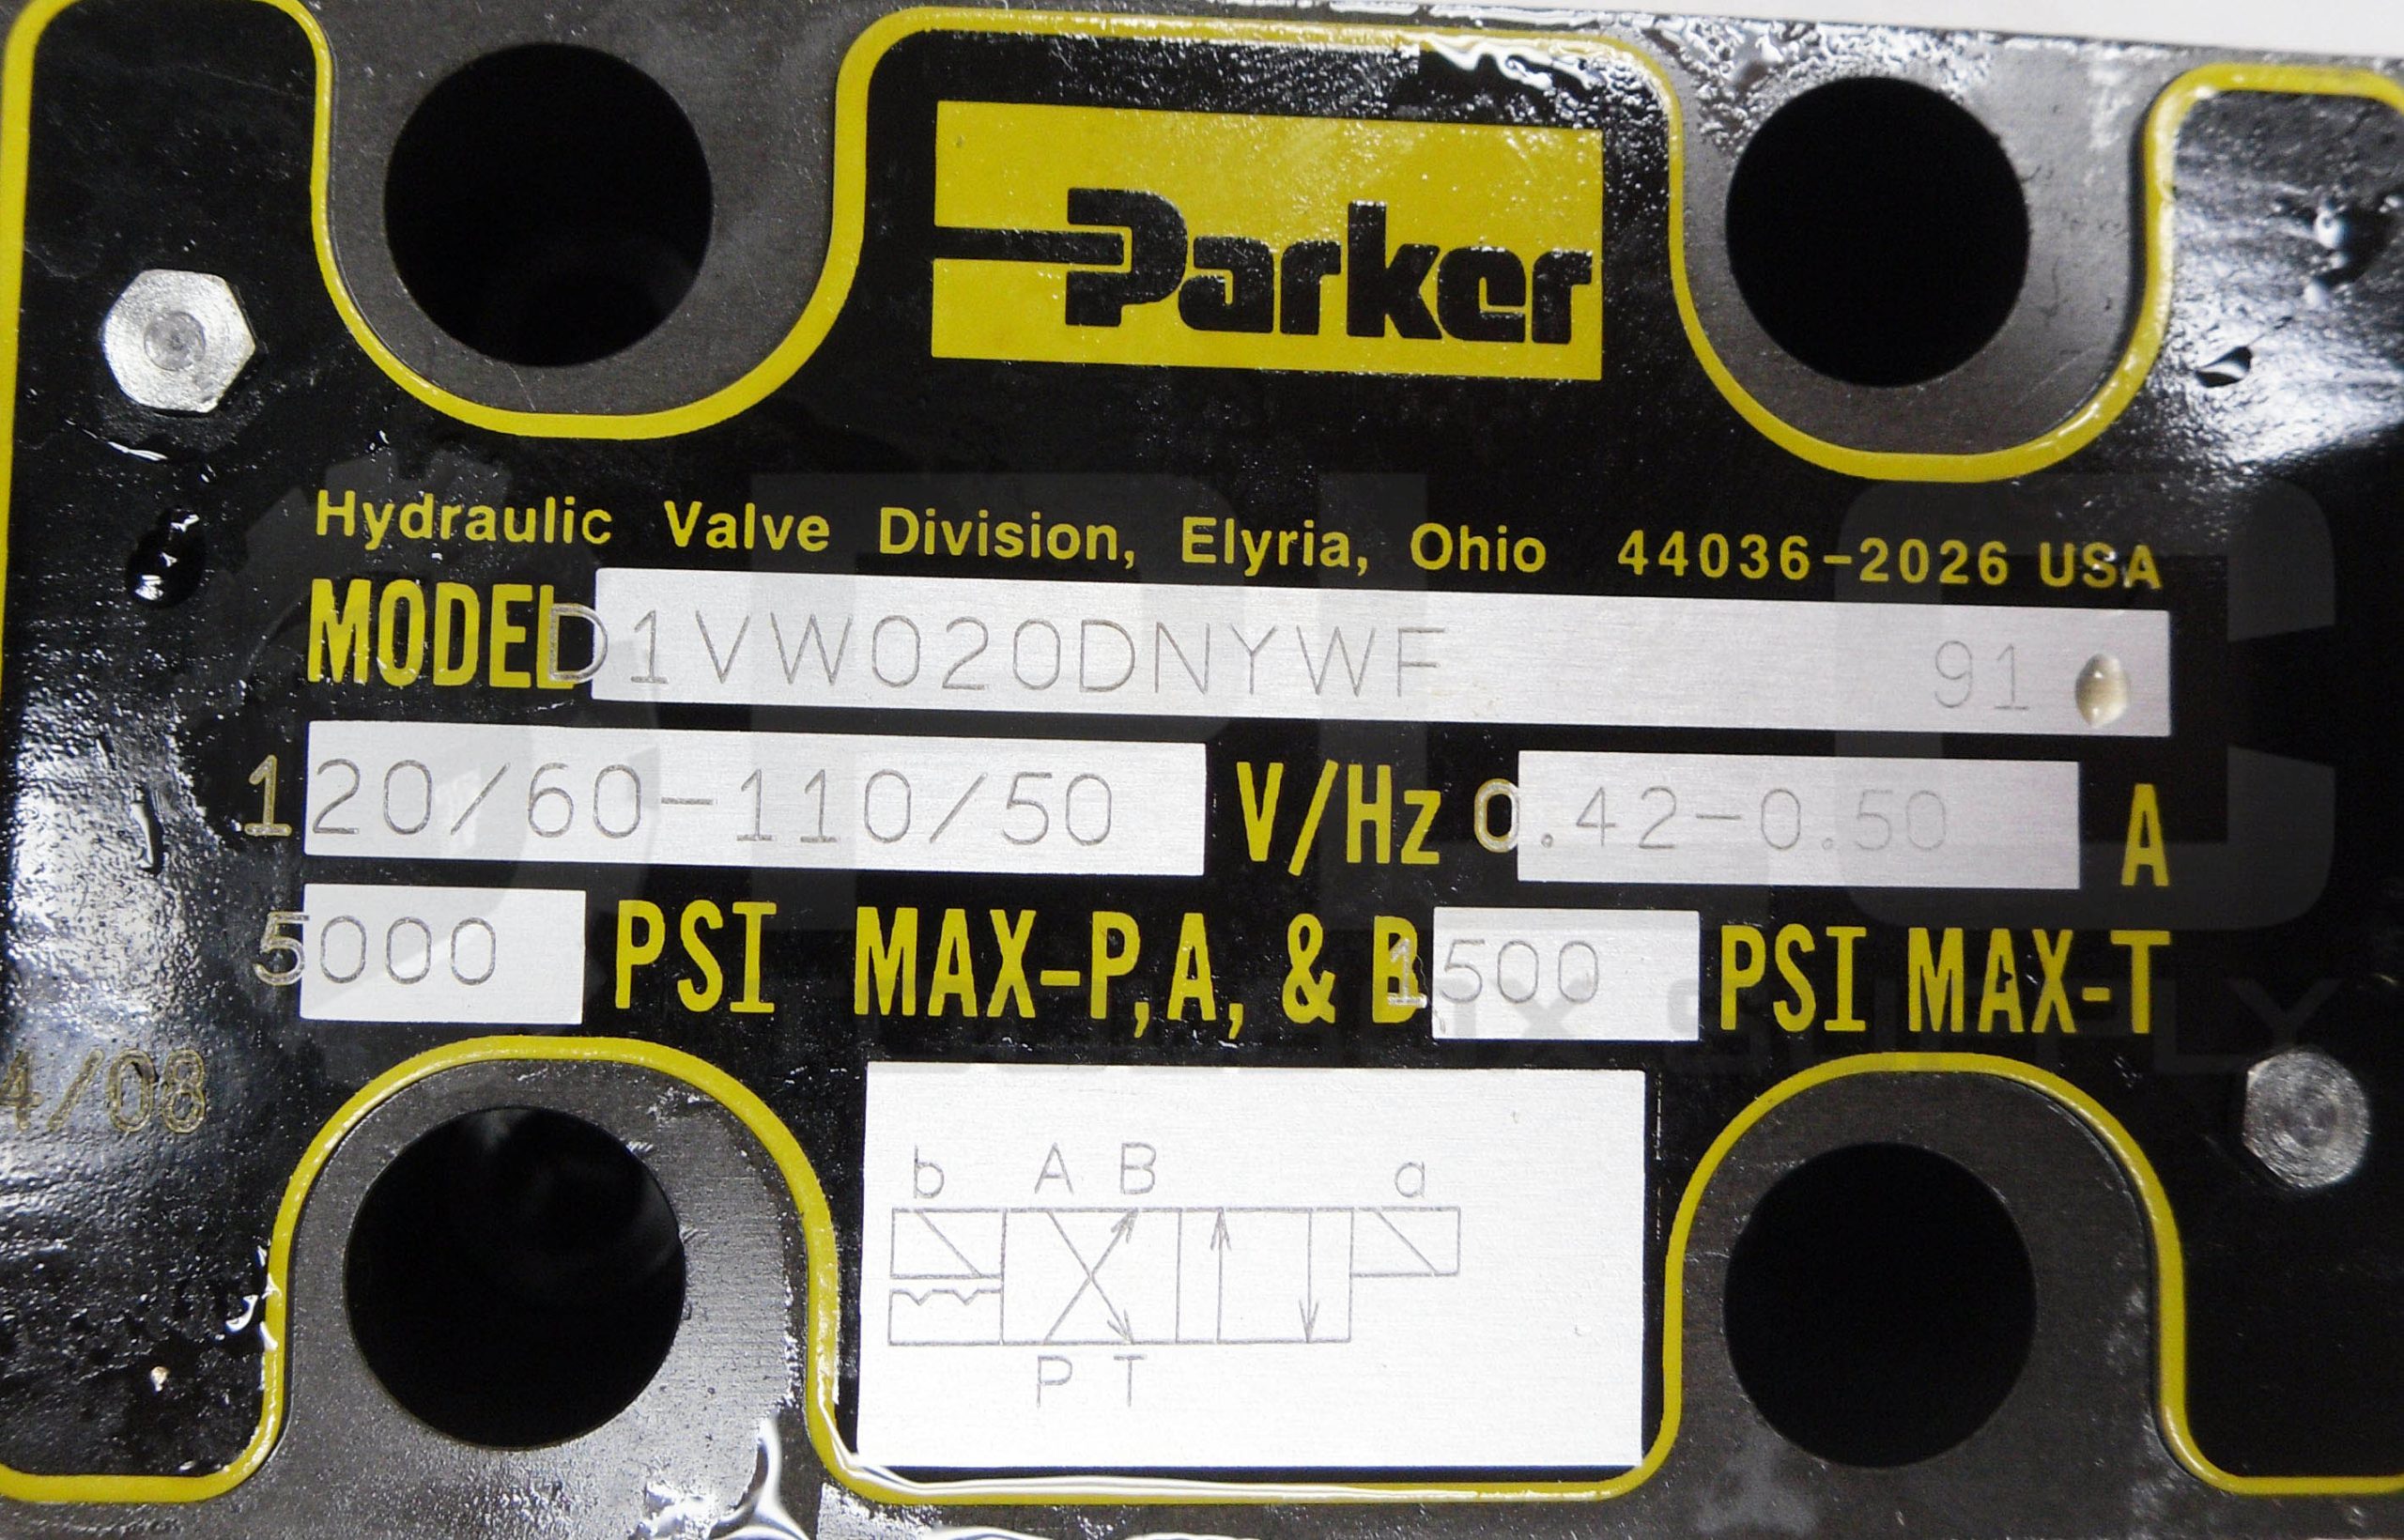 Parker
Hydraulic Valve Division, Elyria, Ohio 44036-2026 USA
MODEL D1VW020DNYWF 91
120/60-110/50 V/Hz 0.42-0.50 A
5000 PSI MAX-P,A, & B 1500 PSI MAX-T
4/08
b A B a
P T